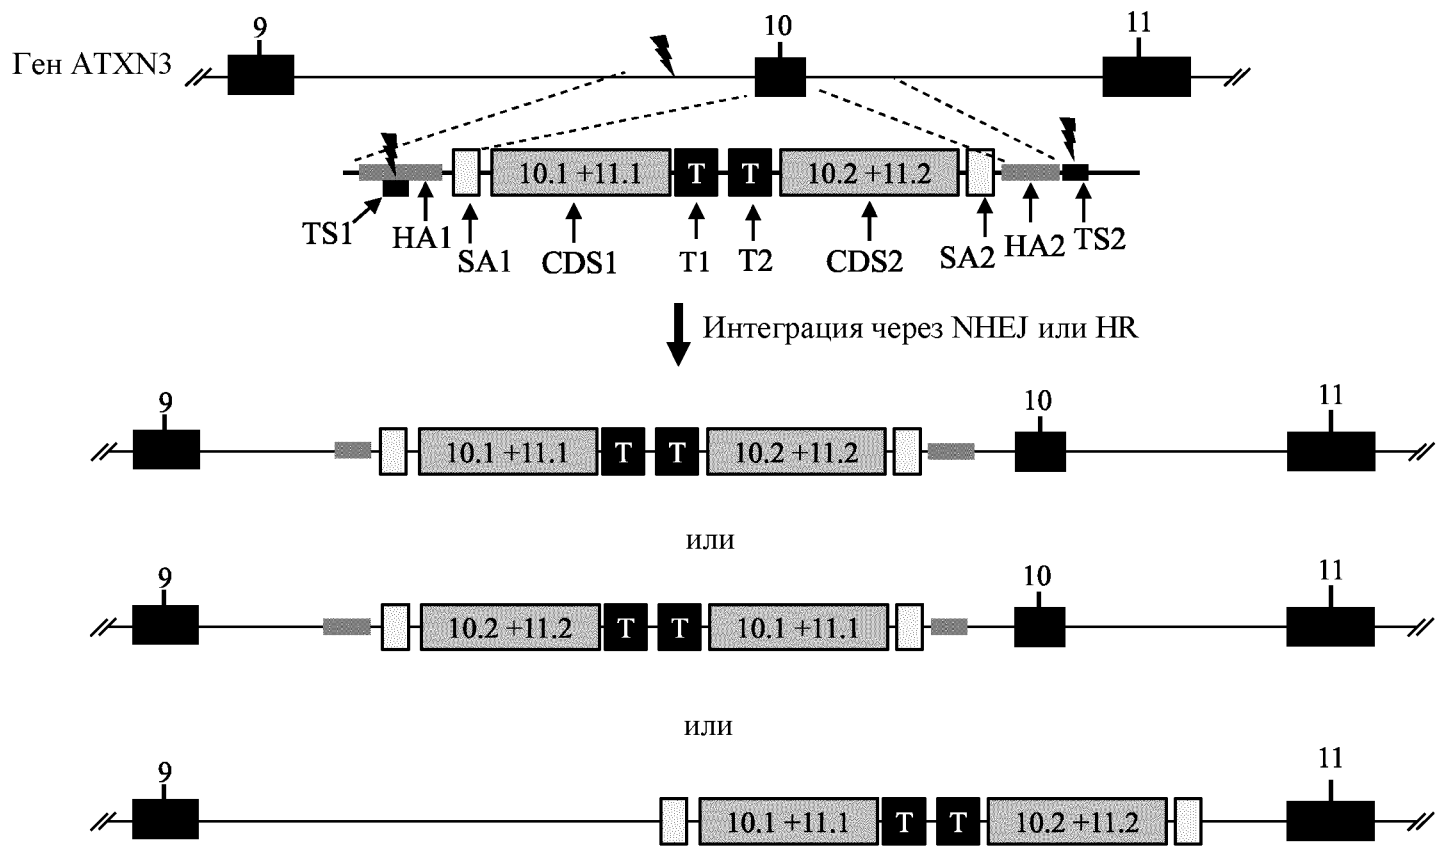 9 10 11
Ген ATXN3
10.1 +11.1 T T 10.2 +11.2
TS1 HA1 SA1 CDS1 T1 T2 CDS2 SA2 HA2 TS2
Интеграция через NHEJ или HR
9 10 11
10.1 +11.1 T T 10.2 +11.2
или
9 10 11
10.2 +11.2 T T 10.1 +11.1
или
9 11
10.1 +11.1 T T 10.2 +11.2